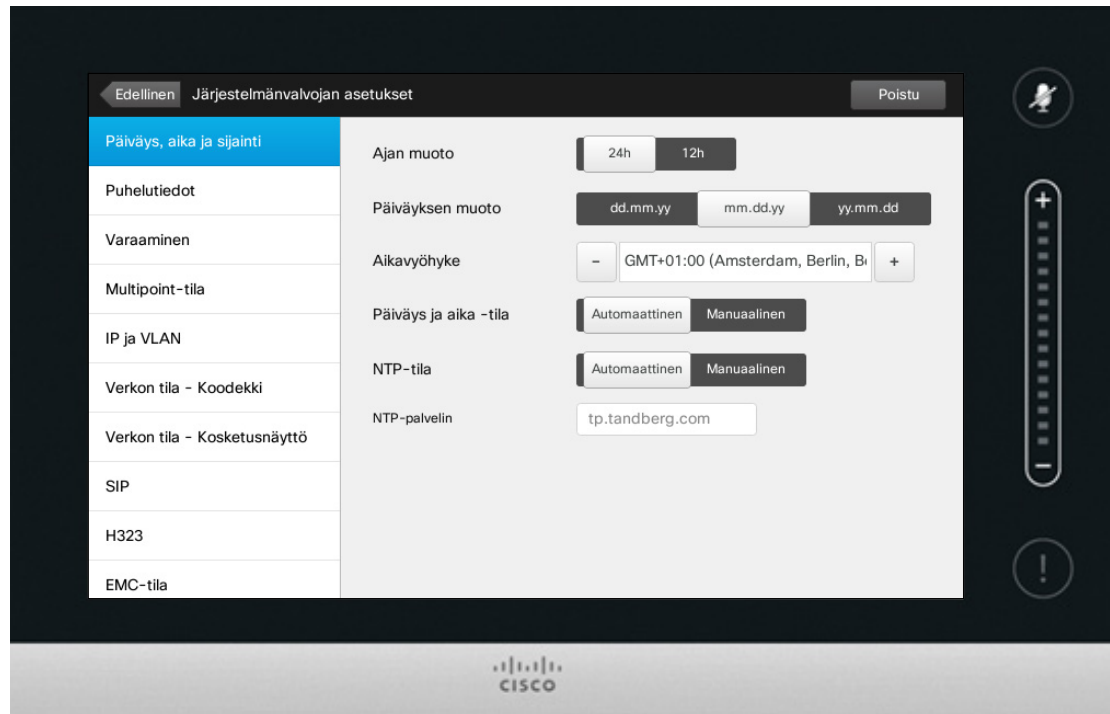 Edellinen Järjestelmänvalvojan asetukset Poistu
Päiväys, aika ja sijainti
Puhelutiedot
Varaaminen
Multipoint-tila
IP ja VLAN
Verkon tila - Koodekki
Verkon tila - Kosketusnäyttö
SIP
H323
EMC-tila
Ajan muoto 24h 12h
Päiväyksen muoto dd.mm.yy mm.dd.yy yy.mm.dd
Aikavyöhyke - GMT+01:00 (Amsterdam, Berlin, +
Päiväys ja aika -tila Automaattinen Manuaalinen
NTP-tila Automaattinen Manuaalinen
NTP-palvelin tp.tandberg.com
+
-
!
CISCO